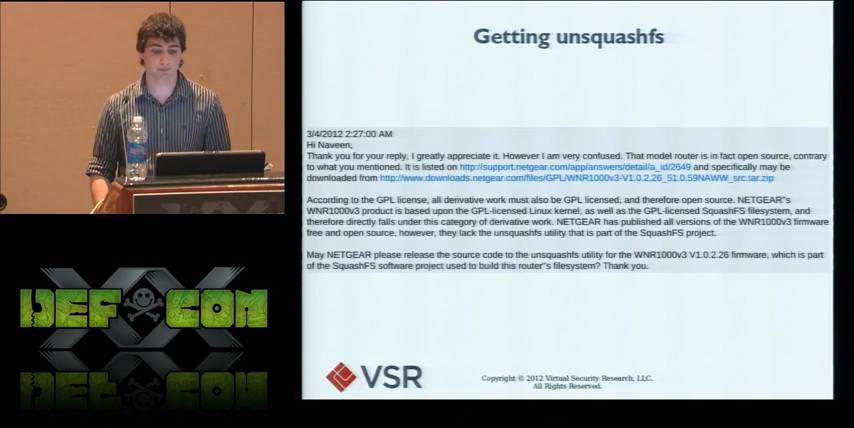 Getting unsquashfs
3/4/2012 2:27:00 AM
Hi Naveen,
Thank you for your reply, I greatly appreciate it. However I am very confused. That model router is in fact open source, contrary
to what you mentioned. It is listed on http://support.netgear.com/app/answers/detail/a_id/2649 and specifically may be
downloaded from http://www.downloads.netgear.com/files/GPL/WNR1000v3-V1.0.2.26_51.0.59NAWW_src.tar.zip
According to the GPL license, all derivative work must also be GPL licensed, and therefore open source. NETGEAR"s
WNR1000v3 product is based upon the GPL-licensed Linux kernel, as well as the GPL-licensed SquashFS filesystem, and
therefore directly falls under this category of derivative work. NETGEAR has published all versions of the WNR1000v3 firmware
free and open source, however, they lack the unsquashfs utility that is part of the SquashFS project.
May NETGEAR please release the source code to the unsquashfs utility for the WNR1000v3 V1.0.2.26 firmware, which is part
of the SquashFS software project used to build this router"s filesystem? Thank you.
VSR
Copyright © 2012 Virtual Security Research, LLC.
All Rights Reserved.
DEFCON
XX